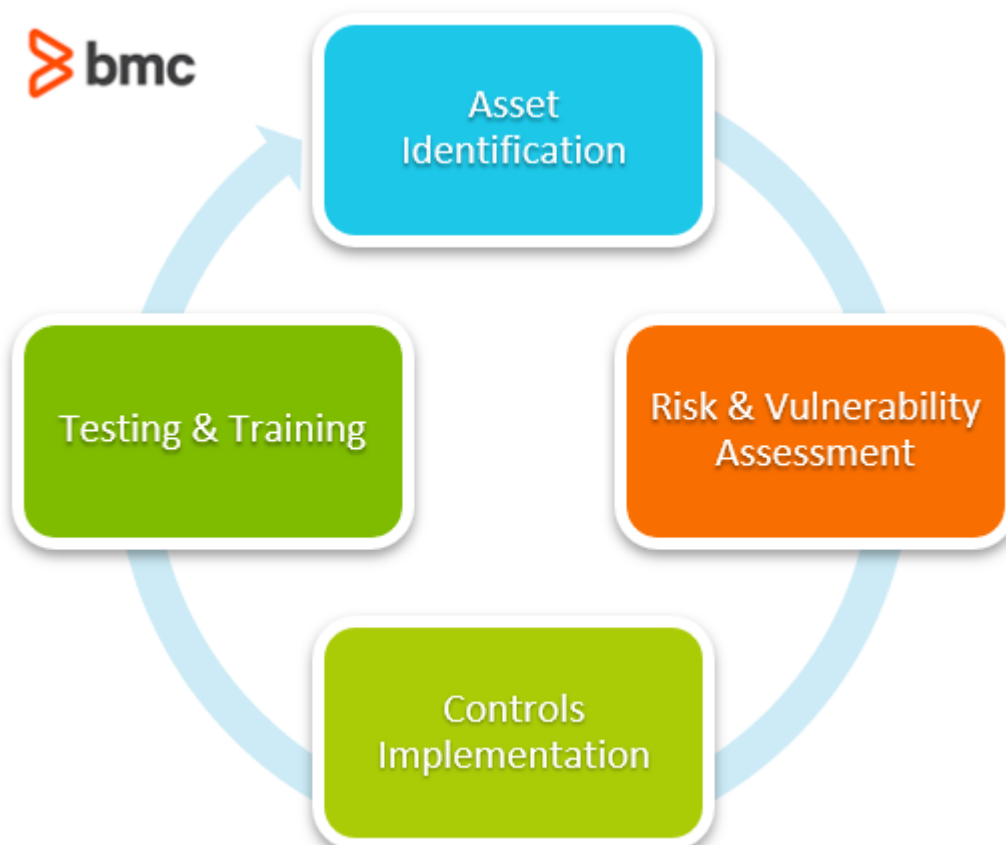 bmc
Asset
Identification
Risk & Vulnerability
Assessment
Controls
Implementation
Testing & Training